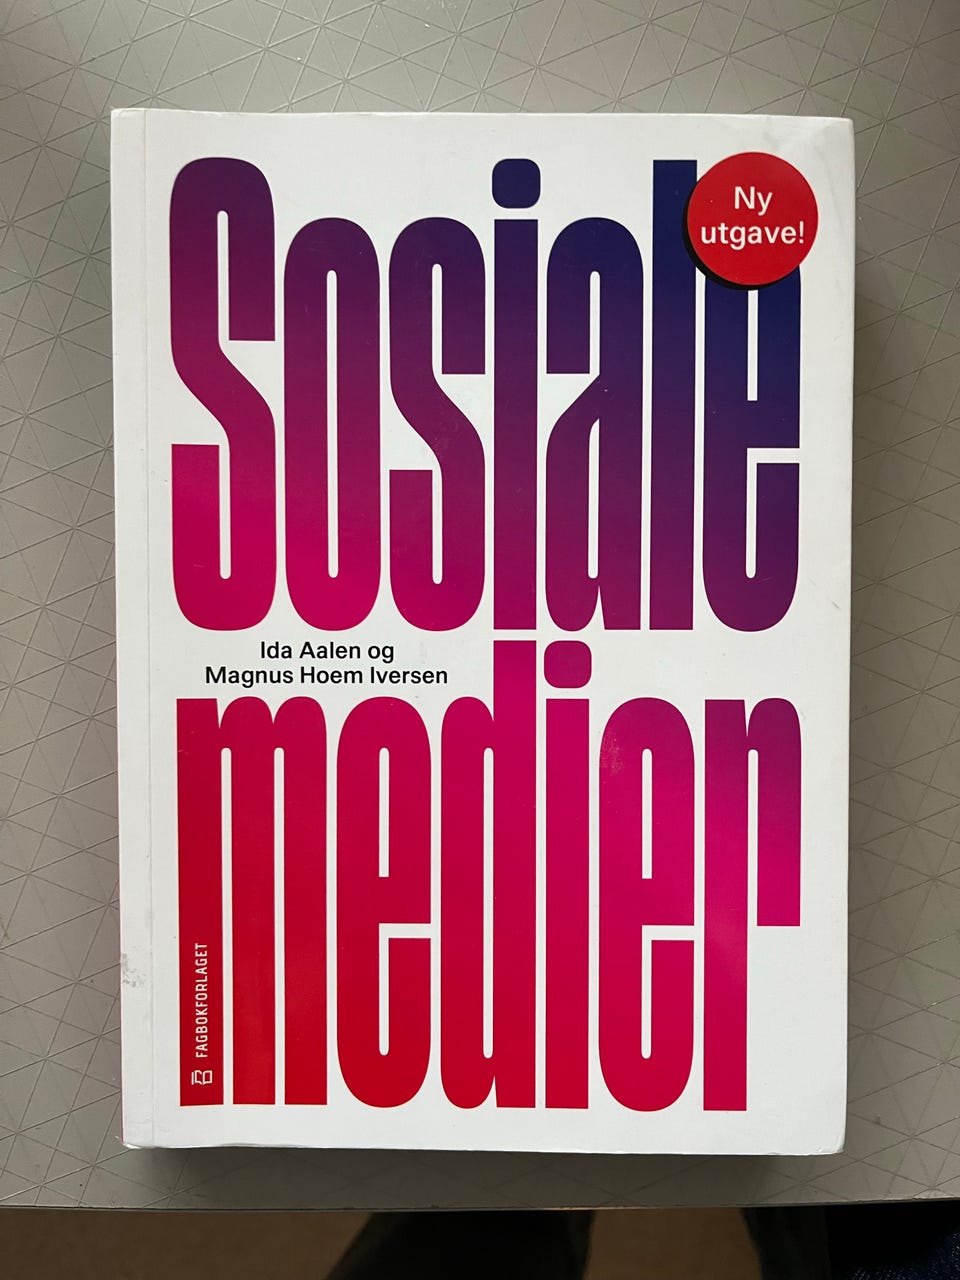 Sosiale
Ny
utgave!
Ida Aalen og
Magnus Hoem Iversen
medier
FAGBOKFORLAGET